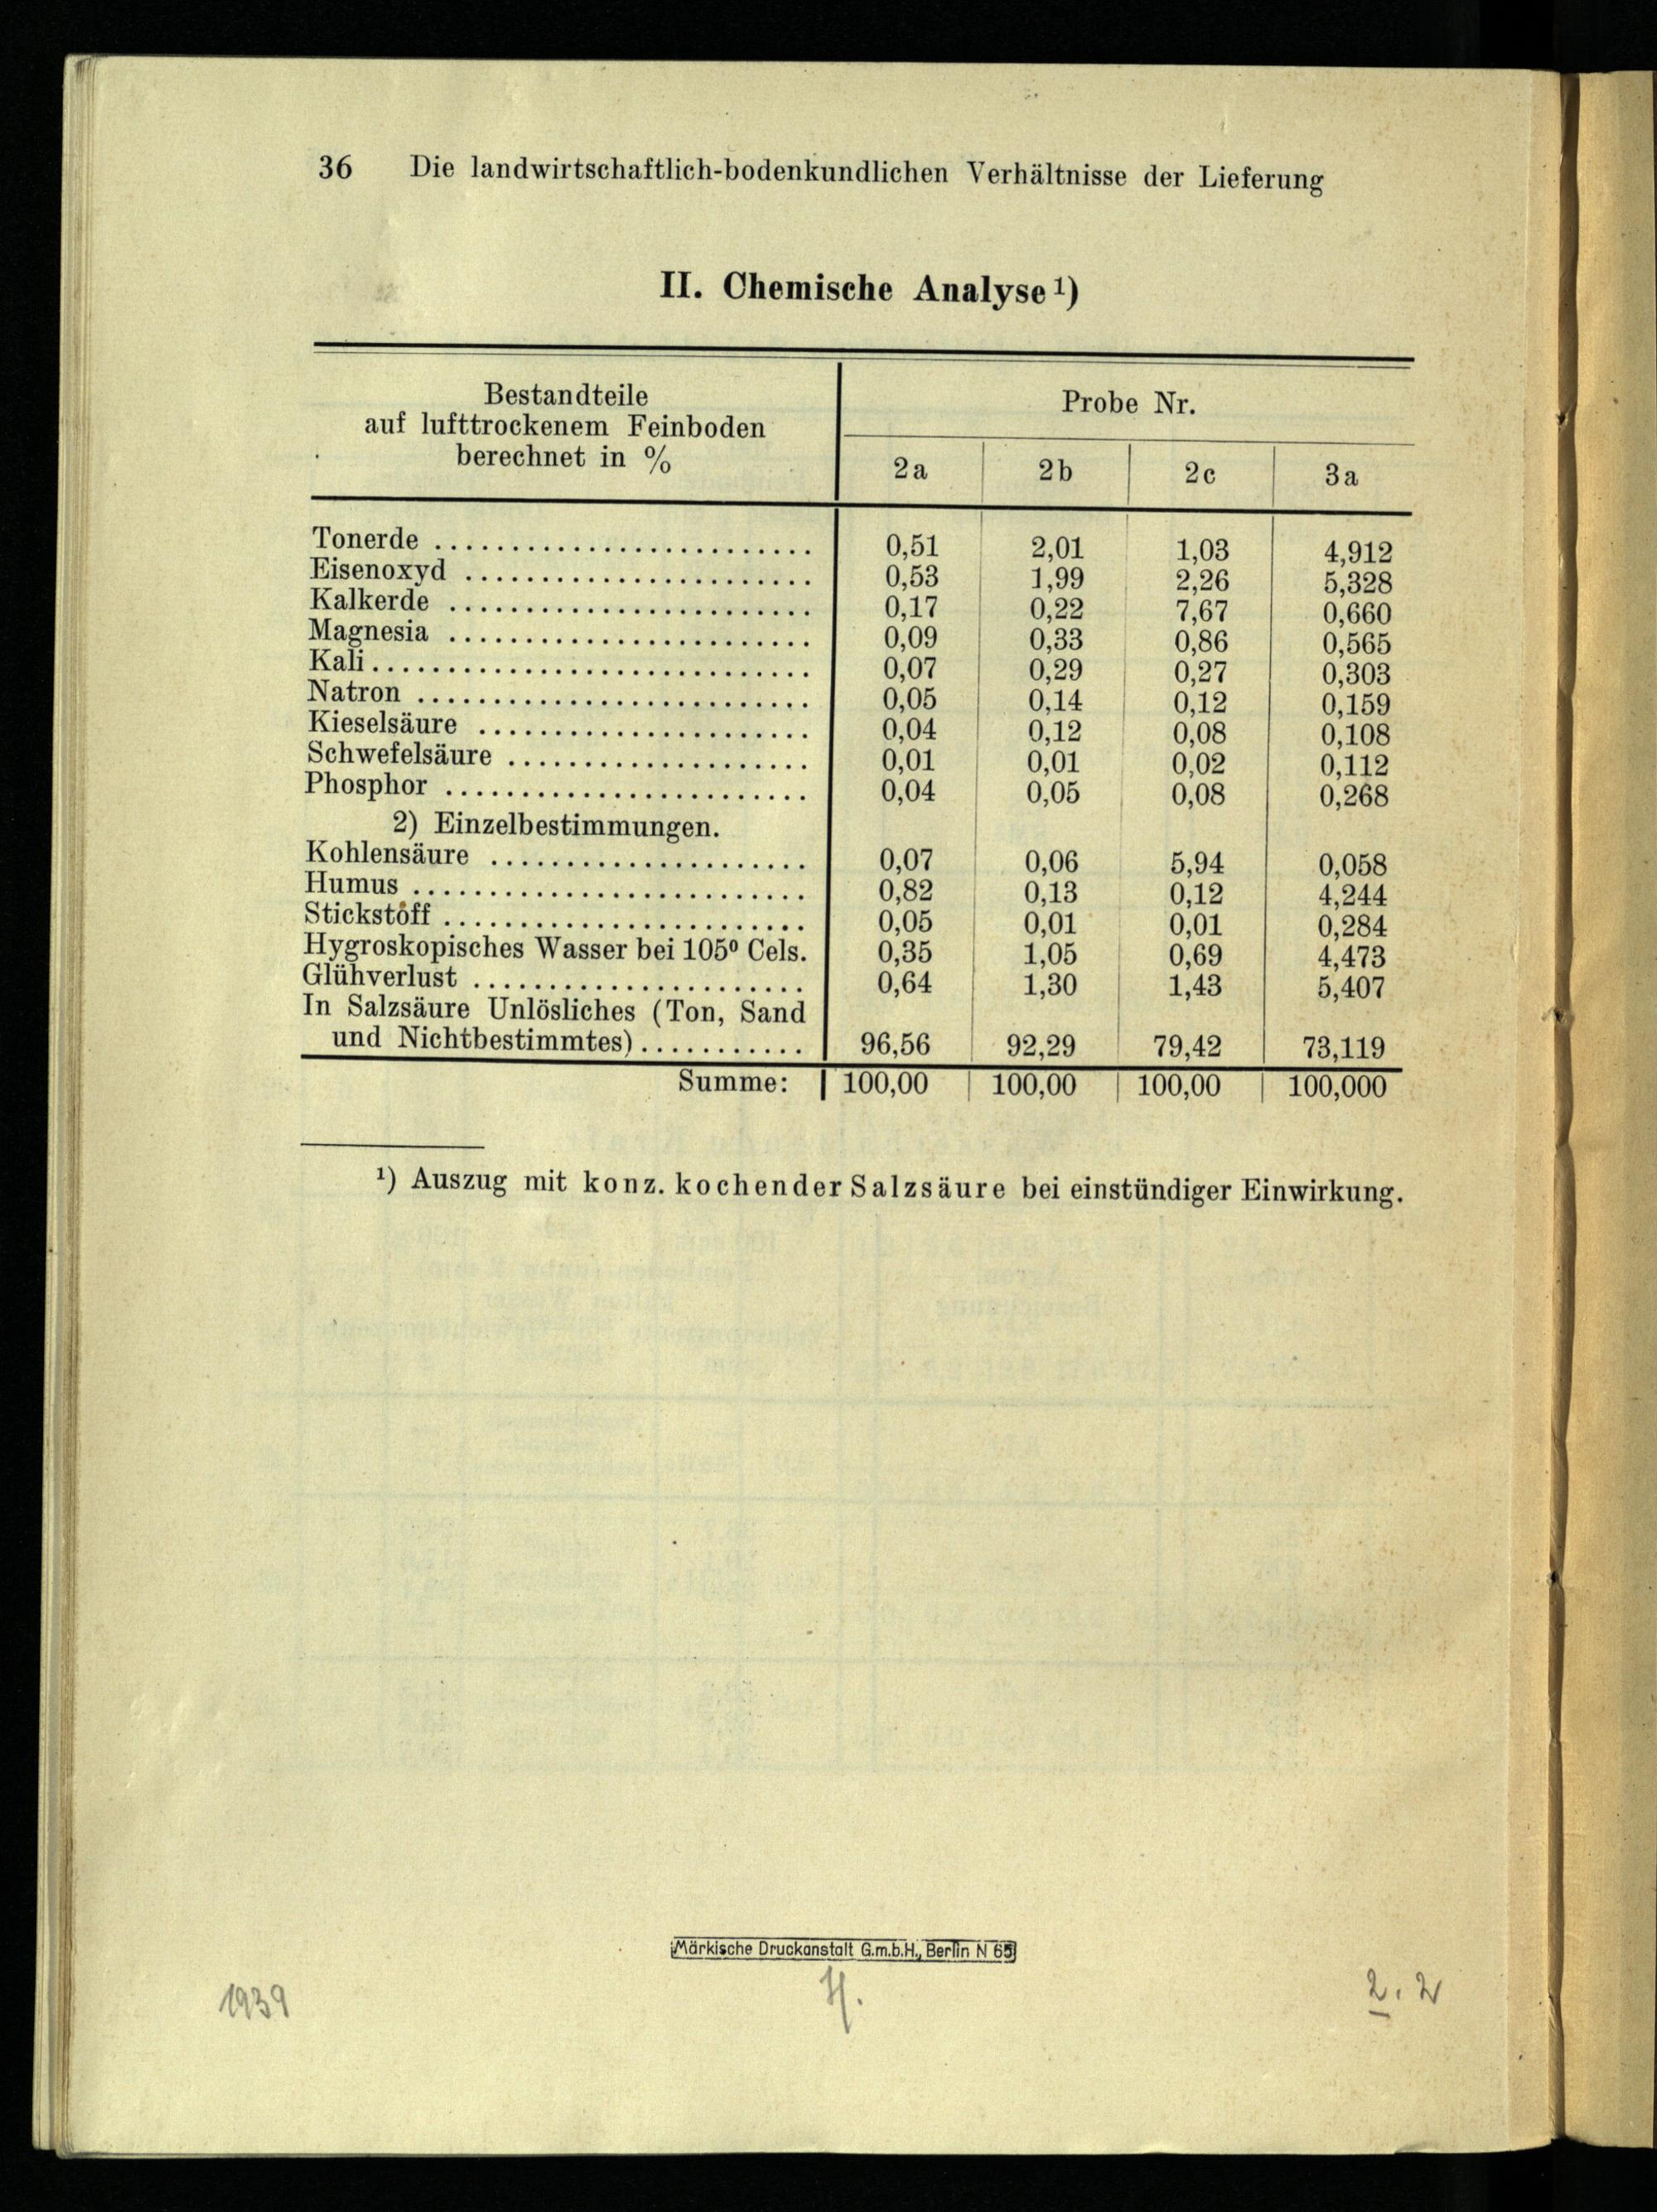 36 Die landwirtschaftlich-bodenkundlichen Verhältnisse der Lieferung
II. Chemische Analyse ¹)
Bestandteile
auf lufttrockenem Feinboden
berechnet in %
Probe Nr.
2a 2b 2c 3a
Tonerde .......................... 0,51 2,01 1,03 4,912
Eisenoxyd ........................ 0,53 1,99 2,26 5,328
Kalkerde ......................... 0,17 0,22 7,67 0,660
Magnesia ......................... 0,09 0,33 0,86 0,565
Kali.............................. 0,07 0,29 0,27 0,303
Natron ........................... 0,05 0,14 0,12 0,159
Kieselsäure ...................... 0,04 0,12 0,08 0,108
Schwefelsäure .................... 0,01 0,01 0,02 0,112
Phosphor ......................... 0,04 0,05 0,08 0,268
2) Einzelbestimmungen.
Kohlensäure ..................... 0,07 0,06 5,94 0,058
Humus .......................... 0,82 0,13 0,12 4,244
Stickstoff ........................ 0,05 0,01 0,01 0,284
Hygroskopisches Wasser bei 105⁰ Cels. 0,35 1,05 0,69 4,473
Glühverlust ...................... 0,64 1,30 1,43 5,407
In Salzsäure Unlösliches (Ton, Sand
und Nichtbestimmtes)........... 96,56 92,29 79,42 73,119
Summe: 100,00 100,00 100,00 100,000
¹) Auszug mit konz. kochender Salzsäure bei einstündiger Einwirkung.
Märkische Druckanstalt G.m.b.H., Berlin N 65
1939 2. 2